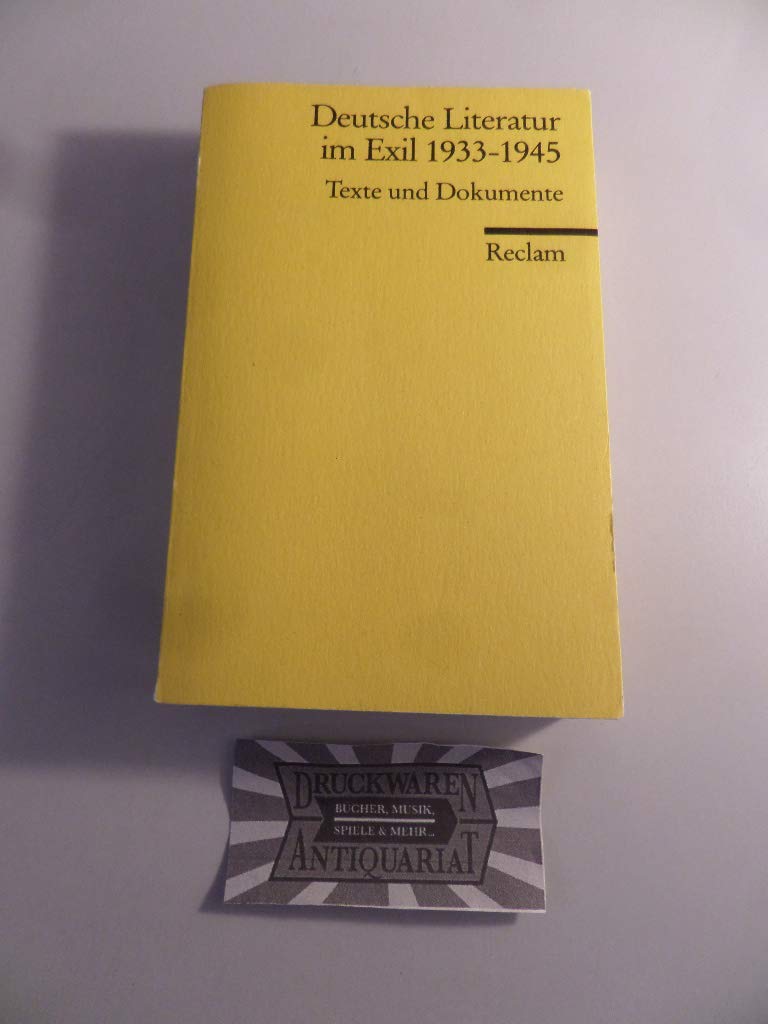 Deutsche Literatur
im Exil 1933-1945
Texte und Dokumente
Reclam
DRUCKWAREN
BÜCHER, MUSIK,
SPIELE & MEHR...
ANTIQUARIAT